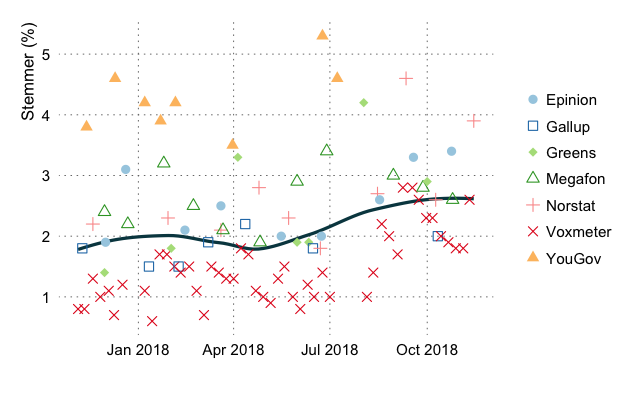 Stemmer (%)
5
4
3
2
1
Jan 2018 Apr 2018 Jul 2018 Oct 2018
Epinion
Gallup
Greens
Megafon
Norstat
Voxmeter
YouGov